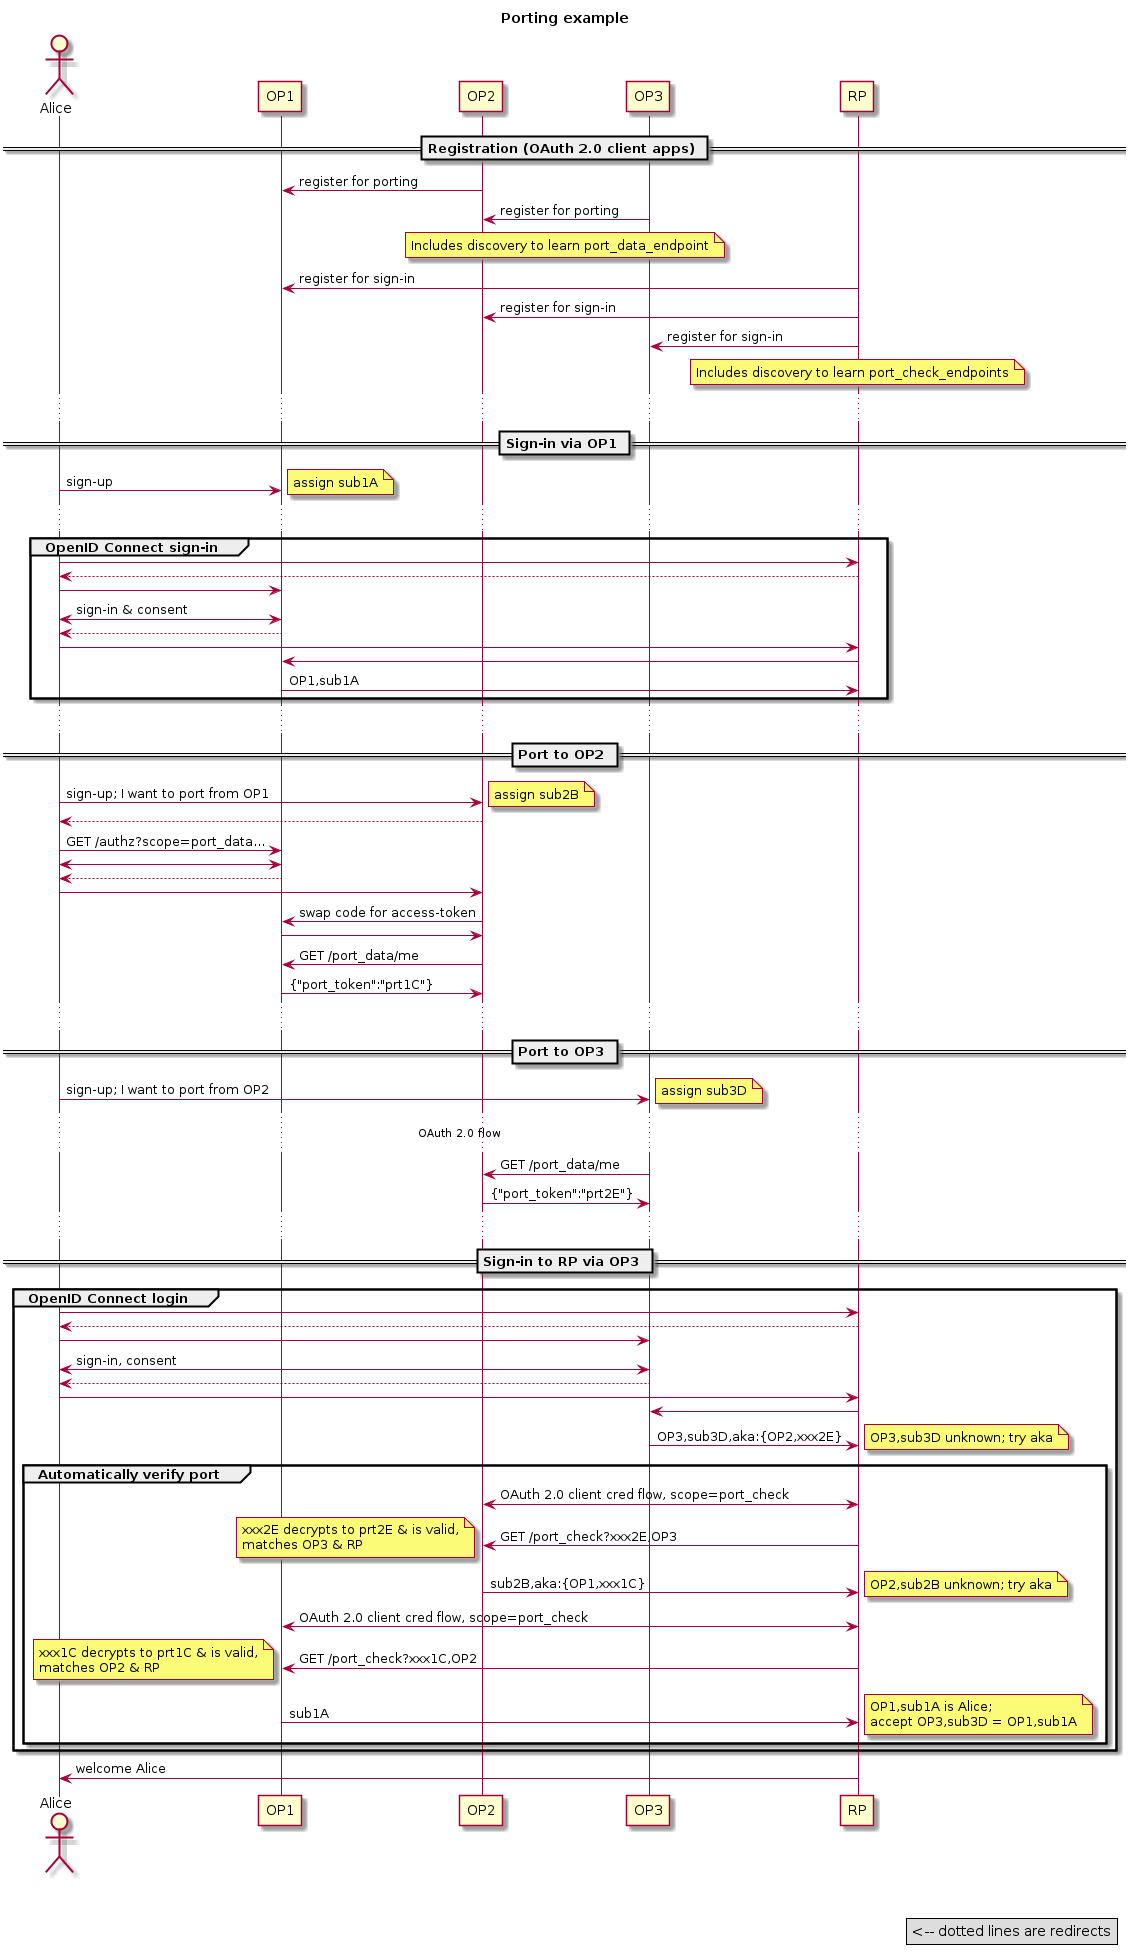 Porting example
Alice
OP1
OP2
OP3
RP
Registration (OAuth 2.0 client apps)
register for porting
register for porting
Includes discovery to learn port_data_endpoint
register for sign-in
register for sign-in
register for sign-in
Includes discovery to learn port_check_endpoints
Sign-in via OP1
sign-up
assign sub1A
OpenID Connect sign-in
sign-in & consent
OP1,sub1A
Port to OP2
sign-up; I want to port from OP1
assign sub2B
GET /authz?scope=port_data...
swap code for access-token
GET /port_data/me
{"port_token":"prt1C"}
Port to OP3
sign-up; I want to port from OP2
assign sub3D
OAuth 2.0 flow
GET /port_data/me
{"port_token":"prt2E"}
Sign-in to RP via OP3
OpenID Connect login
sign-in, consent
OP3,sub3D,aka:{OP2,xxx2E}
OP3,sub3D unknown; try aka
Automatically verify port
OAuth 2.0 client cred flow, scope=port_check
xxx2E decrypts to prt2E & is valid,
matches OP3 & RP
GET /port_check?xxx2E,OP3
sub2B,aka:{OP1,xxx1C}
OP2,sub2B unknown; try aka
OAuth 2.0 client cred flow, scope=port_check
xxx1C decrypts to prt1C & is valid,
matches OP2 & RP
GET /port_check?xxx1C,OP2
sub1A
OP1,sub1A is Alice;
accept OP3,sub3D = OP1,sub1A
welcome Alice
Alice
OP1
OP2
OP3
RP
<-- dotted lines are redirects